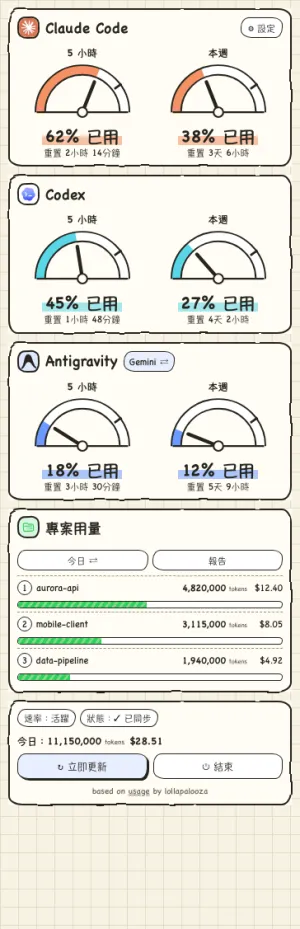 Claude Code
⚙ 設定
5 小時
本週
62% 已用
38% 已用
重置 2小時 14分鐘
重置 3天 6小時
Codex
5 小時
本週
45% 已用
27% 已用
重置 1小時 48分鐘
重置 4天 2小時
Antigravity
Gemini ⇄
5 小時
本週
18% 已用
12% 已用
重置 3小時 30分鐘
重置 5天 9小時
專案用量
今日 ⇄
報告
1 aurora-api 4,820,000 tokens $12.40
2 mobile-client 3,115,000 tokens $8.05
3 data-pipeline 1,940,000 tokens $4.92
速率：活躍
狀態：✓ 已同步
今日：11,150,000 tokens $28.51
↻ 立即更新
⏻ 結束
based on usage by lollapalooza